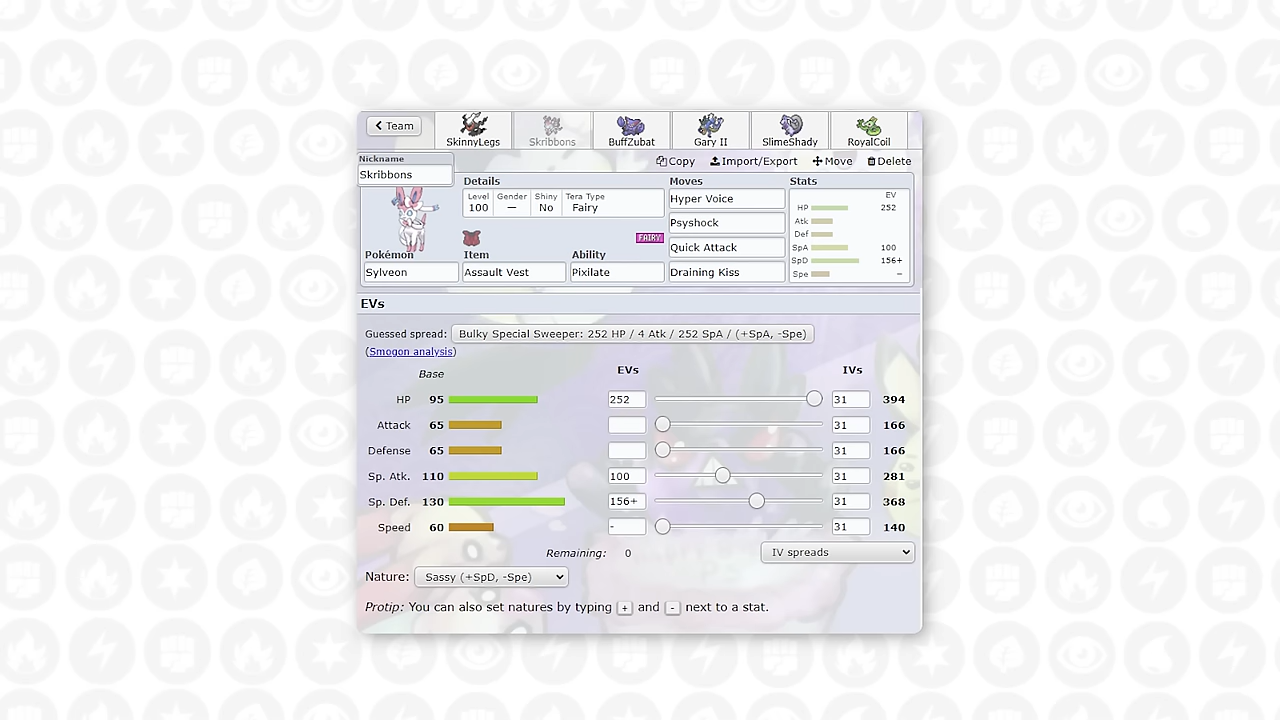 Team
SkinnyLegs
Skribbons
BuffZubat
Gary II
SlimeShady
RoyalCoil
Copy Import/Export Move Delete
Nickname
Skribbons
Details
Level Gender Shiny Tera Type
100 — No Fairy
FAIRY
Pokémon
Sylveon
Item
Assault Vest
Ability
Pixilate
Moves
Hyper Voice
Psyshock
Quick Attack
Draining Kiss
Stats
EV
HP 252
Atk
Def
SpA 100
SpD 156+
Spe −
EVs
Guessed spread: Bulky Special Sweeper: 252 HP / 4 Atk / 252 SpA / (+SpA, -Spe)
(Smogon analysis)
Base EVs IVs
HP 95 252 31 394
Attack 65 31 166
Defense 65 31 166
Sp. Atk. 110 100 31 281
Sp. Def. 130 156+ 31 368
Speed 60 - 31 140
Remaining: 0 IV spreads
Nature: Sassy (+SpD, -Spe)
Protip: You can also set natures by typing + and - next to a stat.